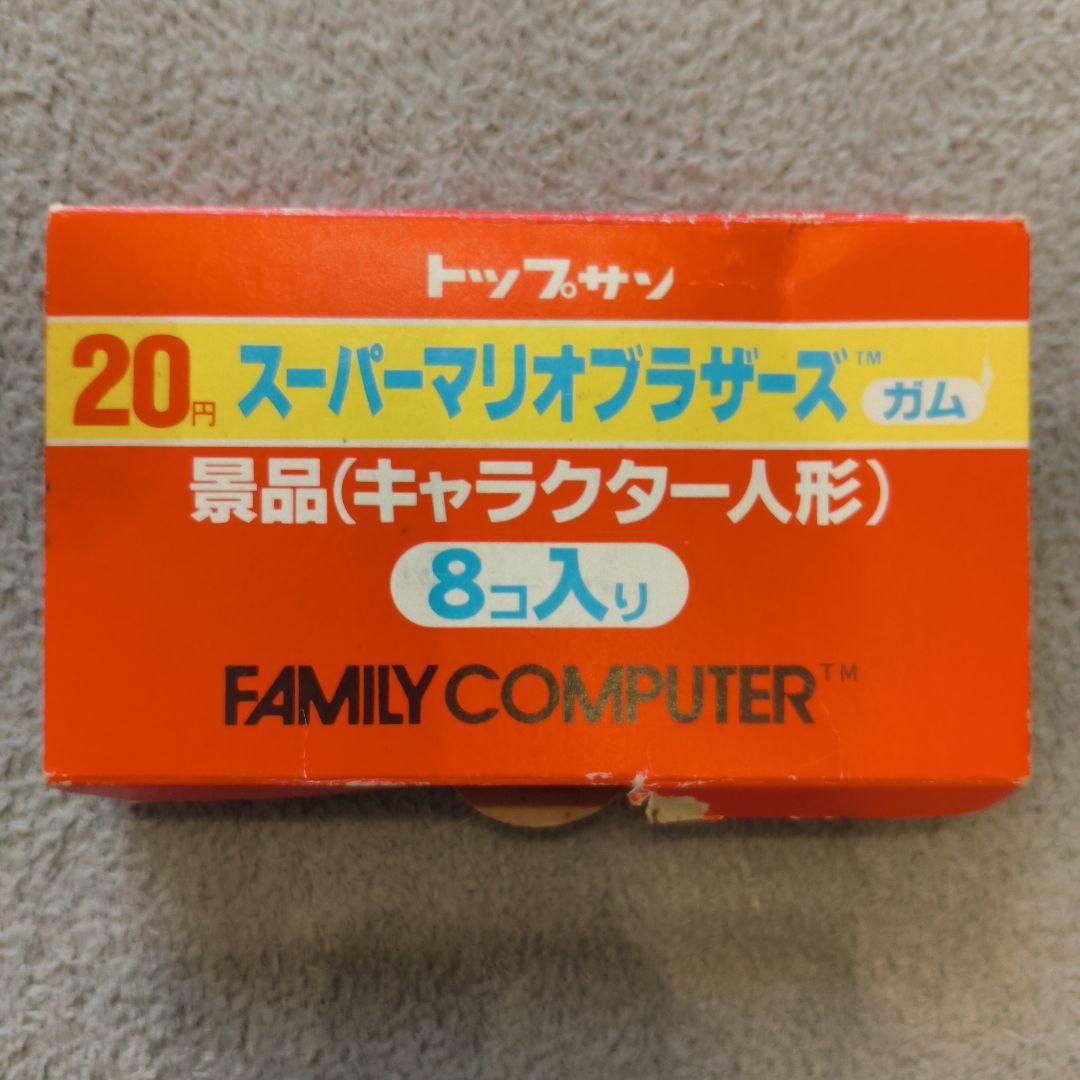 トップサン
20円 スーパーマリオブラザーズ™ ガム
景品(キャラクター人形)
8コ入り
FAMILY COMPUTER™